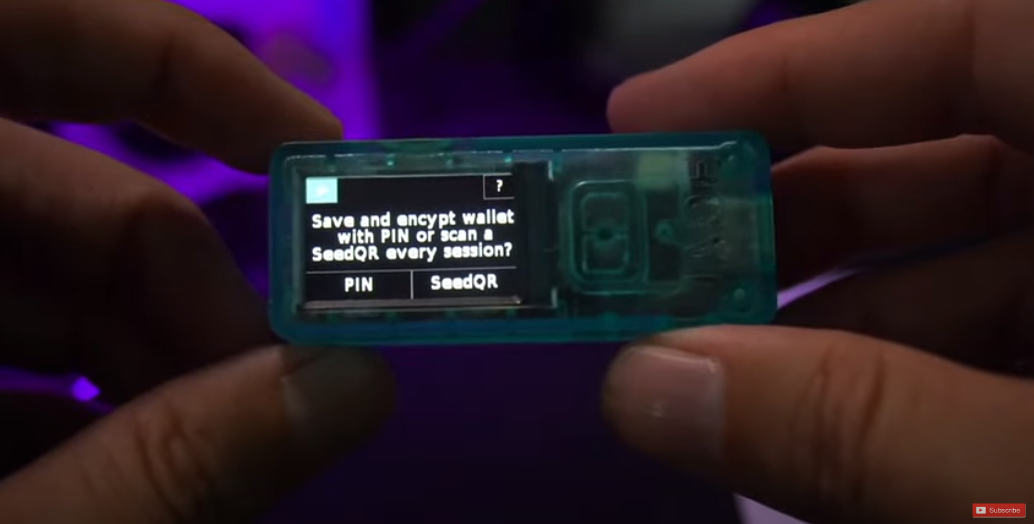 ?
Save and encypt wallet
with PIN or scan a
SeedQR every session?
PIN SeedQR
Subscribe